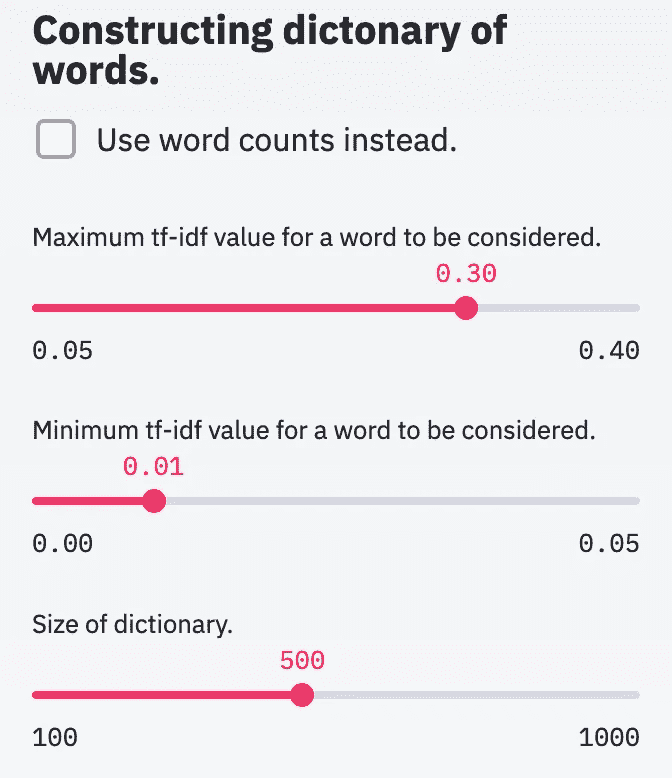 Constructing dictonary of
words.
Use word counts instead.
Maximum tf-idf value for a word to be considered.
0.30
0.05 0.40
Minimum tf-idf value for a word to be considered.
0.01
0.00 0.05
Size of dictionary.
500
100 1000